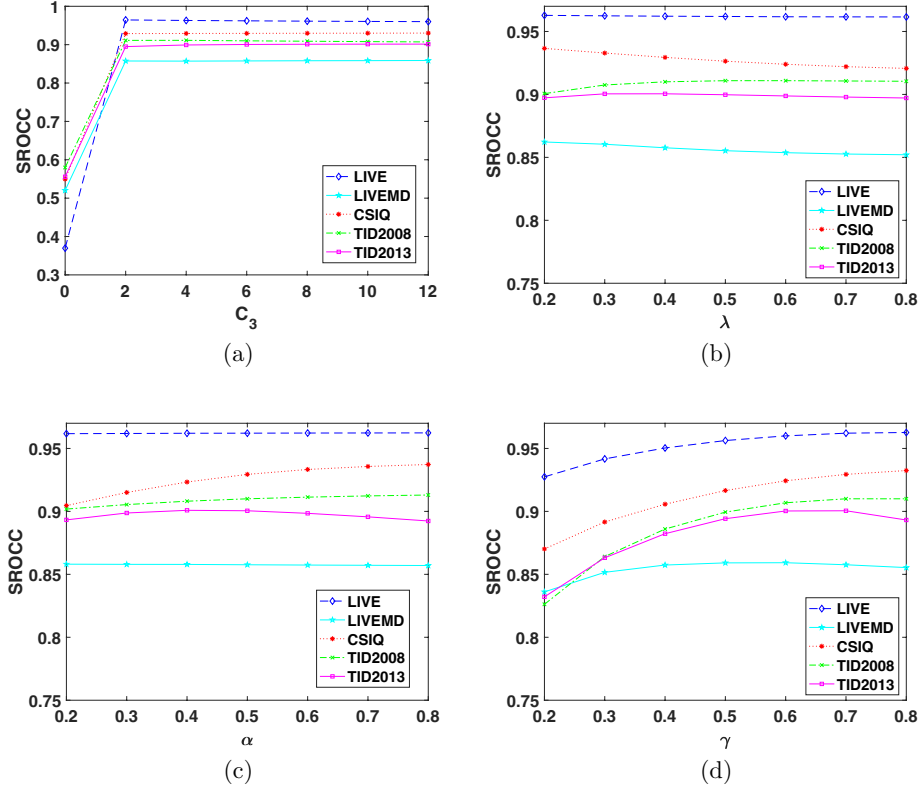 1
0.9
0.8
0.7
0.6
0.5
0.4
0.3
SROCC
0 2 4 6 8 10 12
C3
LIVE
LIVEMD
CSIQ
TID2008
TID2013
(a)
0.95
0.9
0.85
0.8
0.75
SROCC
0.2 0.3 0.4 0.5 0.6 0.7 0.8
λ
LIVE
LIVEMD
CSIQ
TID2008
TID2013
(b)
0.95
0.9
0.85
0.8
0.75
SROCC
0.2 0.3 0.4 0.5 0.6 0.7 0.8
α
LIVE
LIVEMD
CSIQ
TID2008
TID2013
(c)
0.95
0.9
0.85
0.8
0.75
SROCC
0.2 0.3 0.4 0.5 0.6 0.7 0.8
γ
LIVE
LIVEMD
CSIQ
TID2008
TID2013
(d)